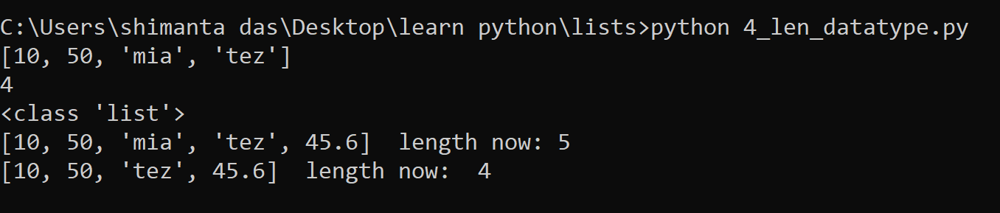 C:\Users\shimanta das\Desktop\learn python\lists>python 4_len_datatype.py
[10, 50, 'mia', 'tez']
4
<class 'list'>
[10, 50, 'mia', 'tez', 45.6]  length now: 5
[10, 50, 'tez', 45.6]  length now:  4